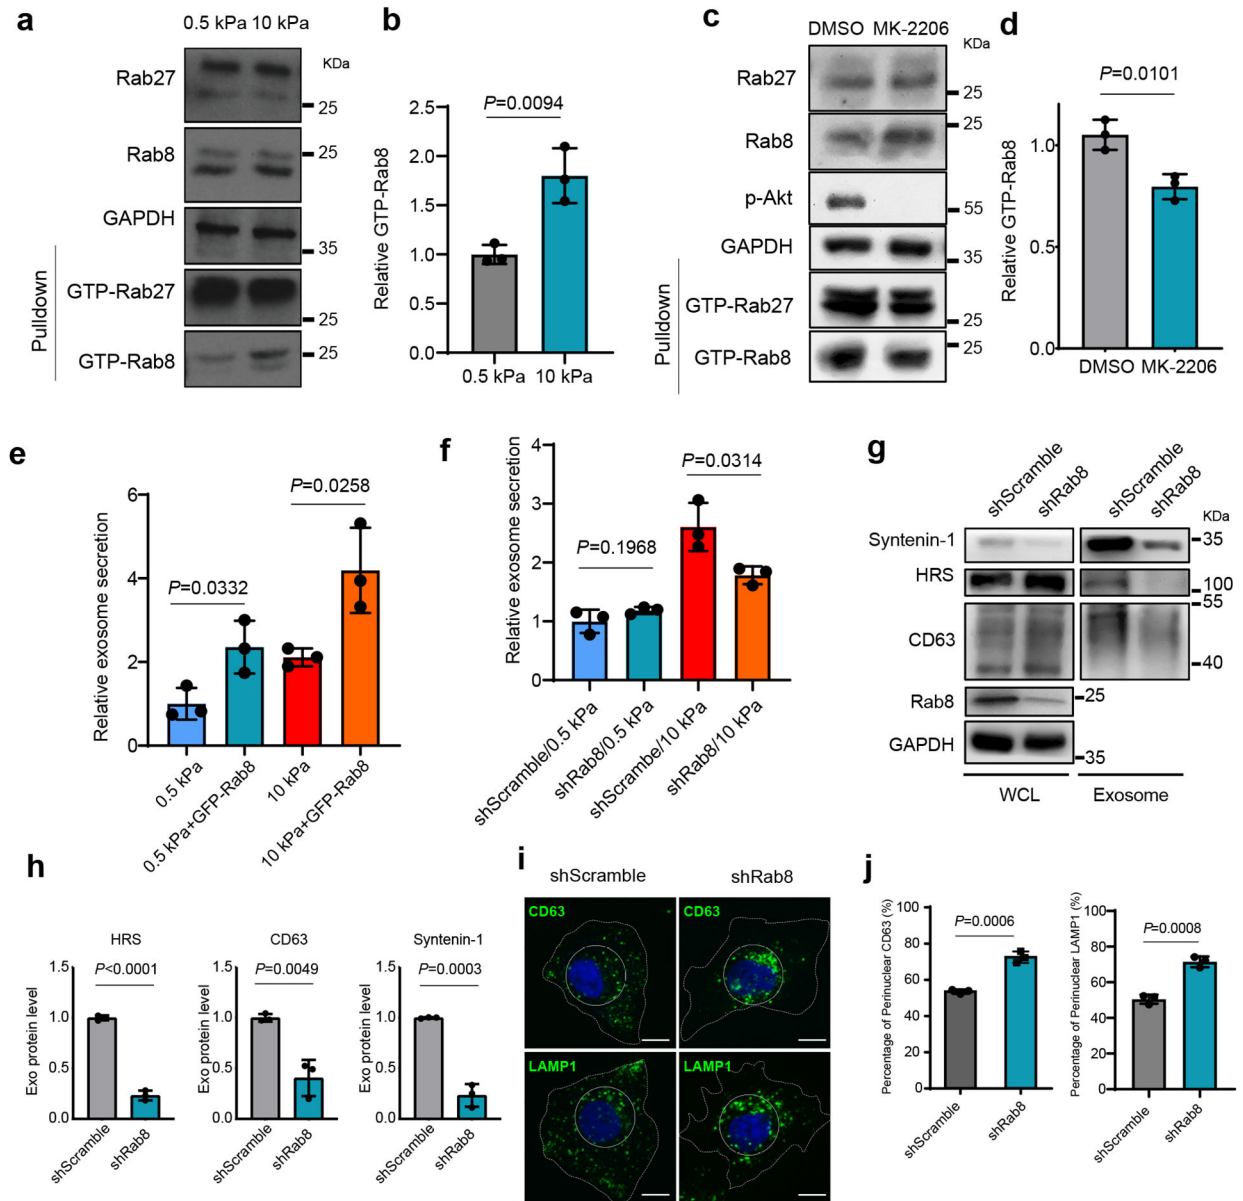 a
0.5 kPa 10 kPa
KDa
Rab27
25
Rab8
25
GAPDH
35
Pulldown
GTP-Rab27
25
GTP-Rab8
25
b
P=0.0094
Relative GTP-Rab8
2.5
2.0
1.5
1.0
0.5
0.0
0.5 kPa 10 kPa
c
DMSO MK-2206
KDa
Rab27
25
Rab8
25
p-Akt
55
GAPDH
35
Pulldown
GTP-Rab27
25
GTP-Rab8
25
d
P=0.0101
Relative GTP-Rab8
1.0
0.5
0.0
DMSO MK-2206
e
Relative exosome secretion
6
4
2
0
P=0.0332
P=0.0258
0.5 kPa
0.5 kPa+GFP-Rab8
10 kPa
10 kPa+GFP-Rab8
f
Relative exosome secretion
4
3
2
1
0
P=0.1968
P=0.0314
shScramble/0.5 kPa
shRab8/0.5 kPa
shScrambe/10 kPa
shRab8/10 kPa
g
shScramble
shRab8
shScramble
shRab8
KDa
Syntenin-1
35
HRS
100
55
CD63
40
Rab8
25
GAPDH
35
WCL
Exosome
h
HRS
P<0.0001
Exo protein level
1.5
1.0
0.5
0.0
shScramble
shRab8
CD63
P=0.0049
Exo protein level
1.5
1.0
0.5
0.0
shScramble
shRab8
Syntenin-1
P=0.0003
Exo protein level
1.5
1.0
0.5
0.0
shScramble
shRab8
i
shScramble
shRab8
CD63
CD63
LAMP1
LAMP1
j
Percentage of Perinuclear CD63 (%)
100
80
60
40
20
0
P=0.0006
shScramble
shRab8
Percentage of Perinuclear LAMP1 (%)
100
80
60
40
20
0
P=0.0008
shScramble
shRab8